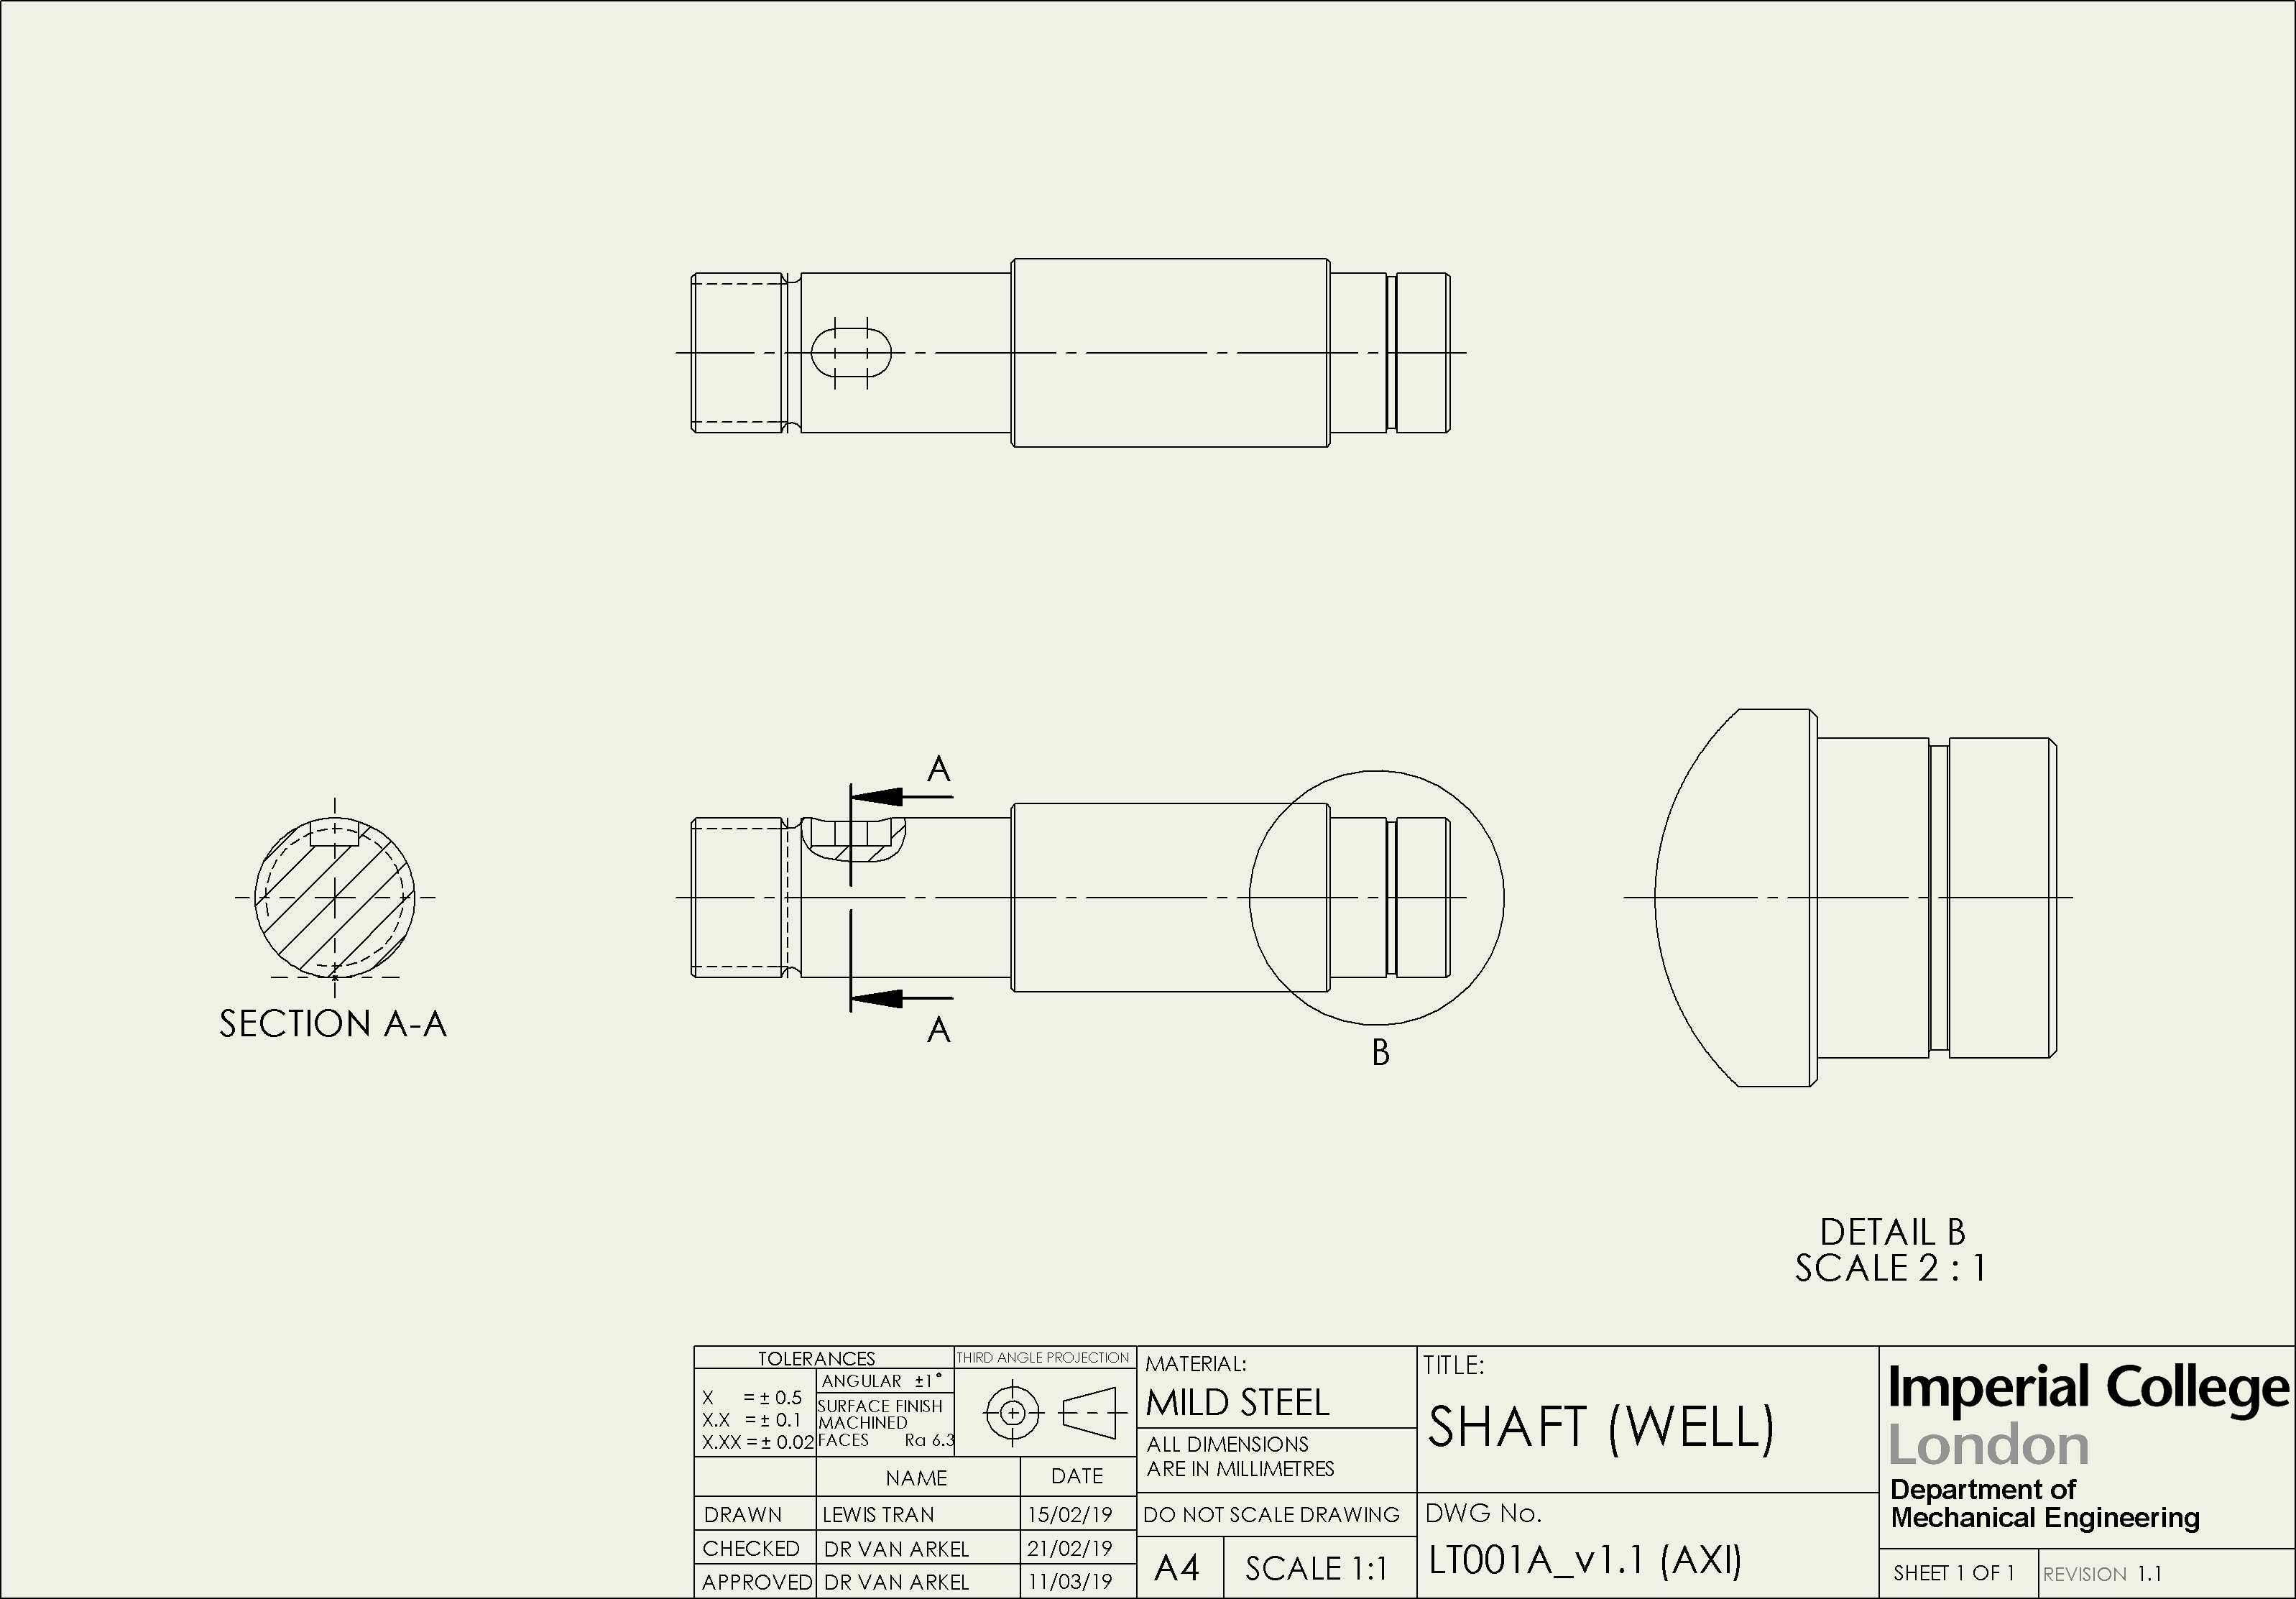 A
A
B
SECTION A-A
DETAIL B
SCALE 2 : 1
TOLERANCES
X = ± 0.5
X.X = ± 0.1
X.XX = ± 0.02
ANGULAR ±1°
SURFACE FINISH
MACHINED
FACES Ra 6.3
THIRD ANGLE PROJECTION
NAME DATE
DRAWN LEWIS TRAN 15/02/19
CHECKED DR VAN ARKEL 21/02/19
APPROVED DR VAN ARKEL 11/03/19
MATERIAL:
MILD STEEL
ALL DIMENSIONS
ARE IN MILLIMETRES
DO NOT SCALE DRAWING
A4 SCALE 1:1
TITLE:
SHAFT (WELL)
DWG No.
LT001A_v1.1 (AXI)
Imperial College
London
Department of
Mechanical Engineering
SHEET 1 OF 1 REVISION 1.1